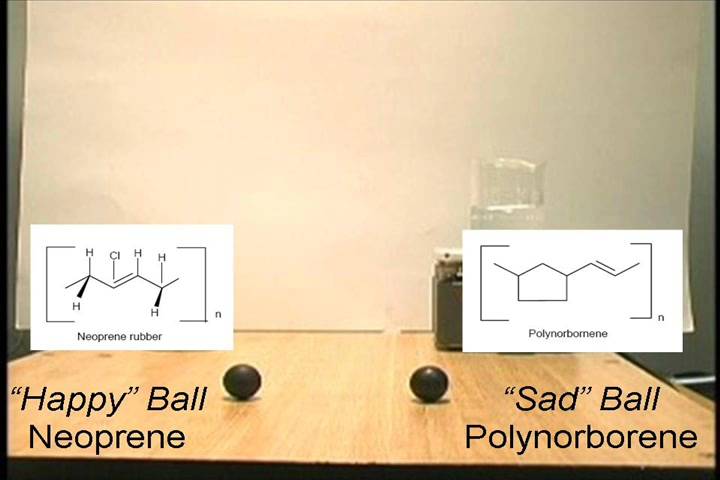 H
Cl
H
H
H
H
n
Neoprene rubber
n
Polynorbornene
“Happy” Ball
Neoprene
“Sad” Ball
Polynorborene